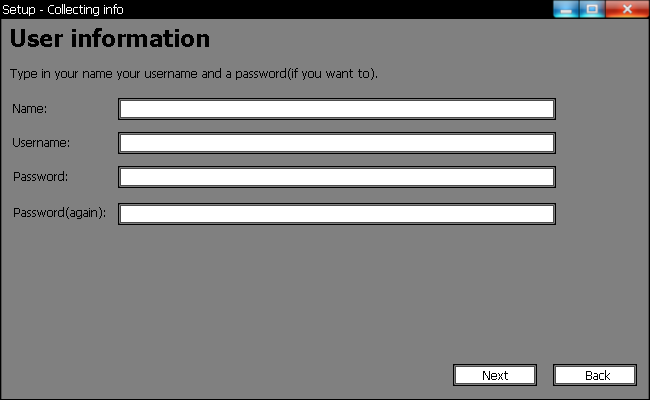 Setup - Collecting info
User information
Type in your name your username and a password(if you want to).
Name:
Username:
Password:
Password(again):
Next
Back